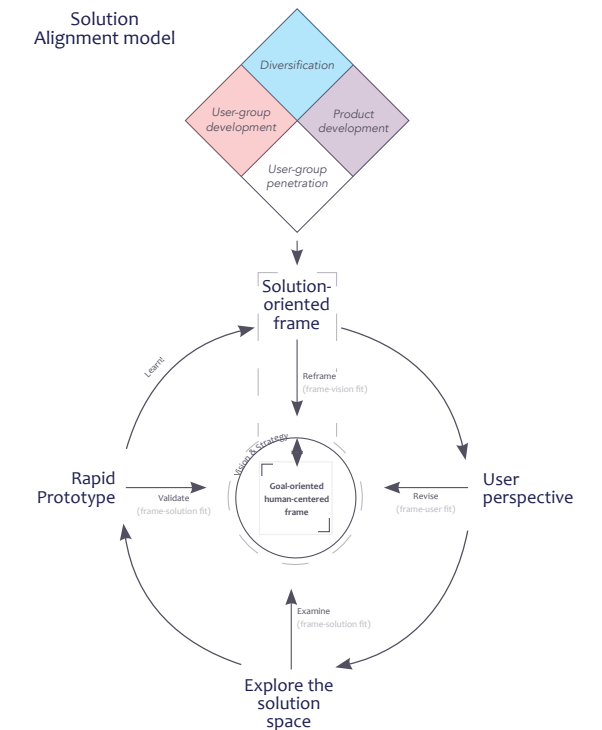 Solution
Alignment model
Diversification
User-group
development
Product
development
User-group
penetration
Solution-
oriented
frame
Learn!
Reframe
(frame-vision fit)
Vision & Strategy
Rapid
Prototype
Validate
(frame-solution fit)
Goal-oriented
human-centered
frame
Revise
(frame-user fit)
User
perspective
Examine
(frame-solution fit)
Explore the
solution
space